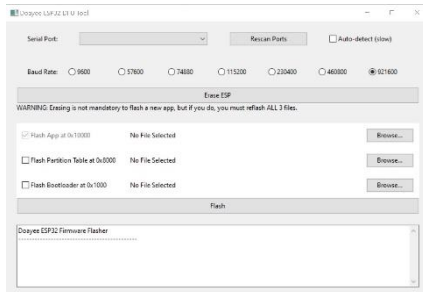 Doayee ESP32 DFU Tool
Serial Port: Rescan Ports Auto-detect (slow)
Baud Rate: 9600 57600 74880 115200 230400 460800 921600
Erase ESP
WARNING: Erasing is not mandatory to flash a new app, but if you do, you must reflash ALL 3 files.
Flash App at 0x10000 No File Selected Browse...
Flash Partition Table at 0x8000 No File Selected Browse...
Flash Bootloader at 0x1000 No File Selected Browse...
Flash
Doayee ESP32 Firmware Flasher
--------------------------------------------